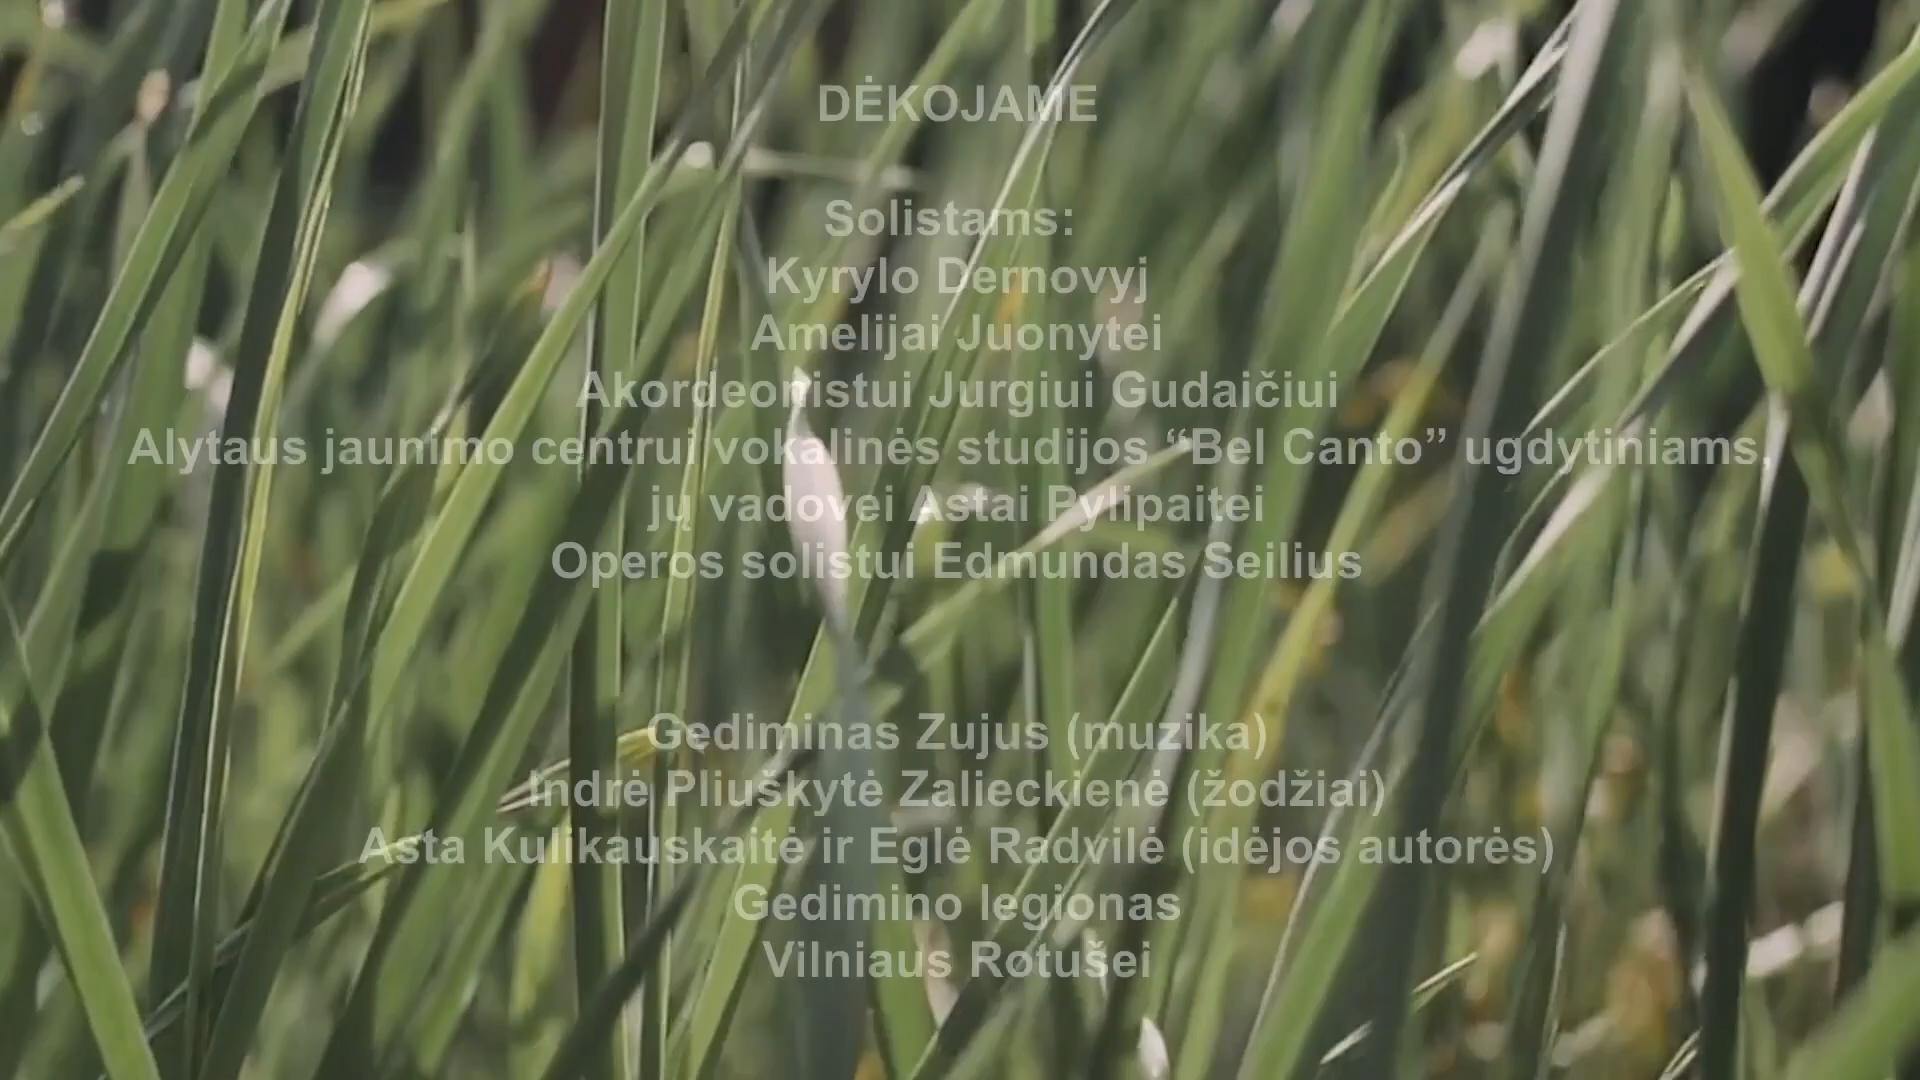 DĖKOJAME
Solistams:
Kyrylo Dernovyj
Amelijai Juonytei
Akordeonistui Jurgiui Gudaičiui
Alytaus jaunimo centrui vokalinės studijos “Bel Canto” ugdytiniams
jų vadovei Astai Pylipaitei
Operos solistui Edmundas Seilius
Gediminas Zujus (muzika)
Indrė Pliuškytė Zalieckienė (žodžiai)
Asta Kulikauskaitė ir Eglė Radvilė (idėjos autorės)
Gedimino legionas
Vilniaus Rotušei